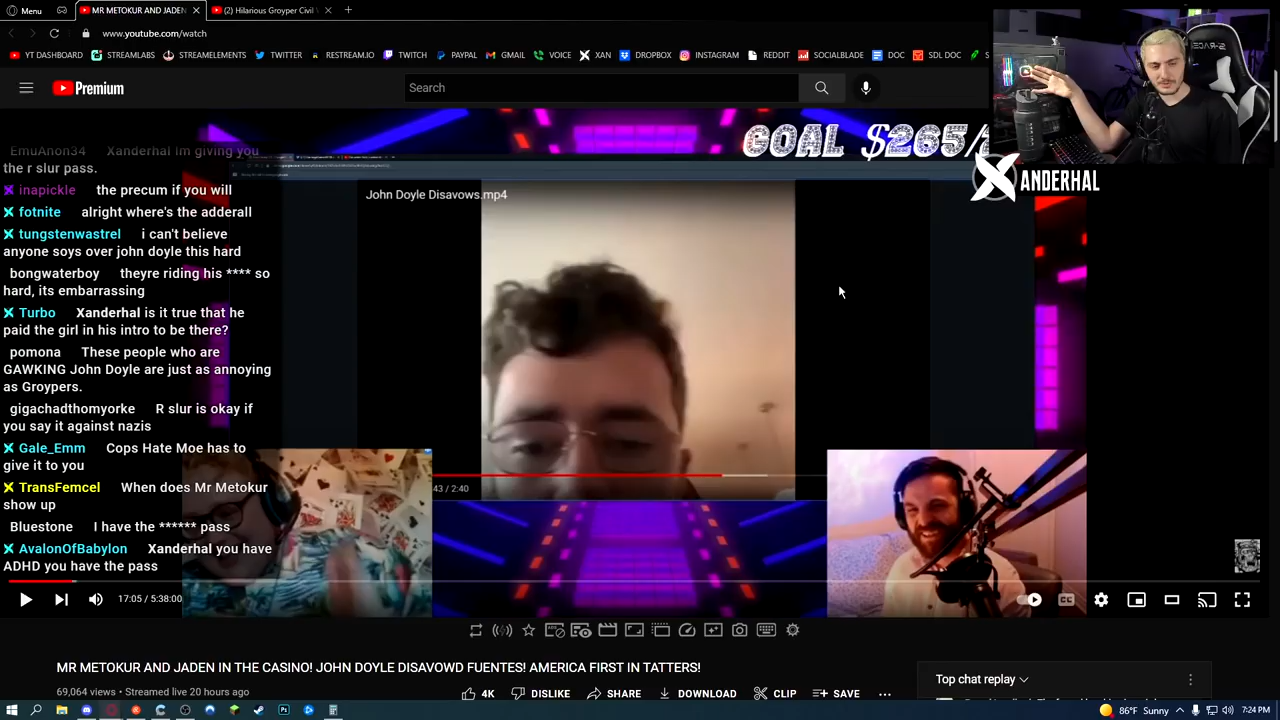 Menu
MR METOKUR AND JADEN
(2) Hilarious Groyper Civil
www.youtube.com/watch
YT DASHBOARD STREAMLABS STREAMELEMENTS TWITTER RESTREAM.IO TWITCH PAYPAL GMAIL VOICE XAN DROPBOX INSTAGRAM REDDIT SOCIALBLADE DOC SDL DOC
Premium
Search
GOAL $265/
ANDERHAL
EmuAnon34 Xanderhal Im giving you
the r slur pass.
inapickle the precum if you will
fotnite alright where's the adderall
tungstenwastrel i can't believe
anyone soys over john doyle this hard
bongwaterboy theyre riding his **** so
hard, its embarrassing
Turbo Xanderhal is it true that he
paid the girl in his intro to be there?
pomona These people who are
GAWKING John Doyle are just as annoying
as Groypers.
gigachadthomyorke R slur is okay if
you say it against nazis
Gale_Emm Cops Hate Moe has to
give it to you
TransFemcel When does Mr Metokur
show up
Bluestone I have the ****** pass
AvalonOfBabylon Xanderhal you have
ADHD you have the pass
John Doyle Disavows.mp4
43 / 2:40
17:05 / 5:38:00
CC
MR METOKUR AND JADEN IN THE CASINO! JOHN DOYLE DISAVOWD FUENTES! AMERICA FIRST IN TATTERS!
69,064 views • Streamed live 20 hours ago
4K DISLIKE SHARE DOWNLOAD CLIP SAVE
Top chat replay
86°F Sunny 7:24 PM